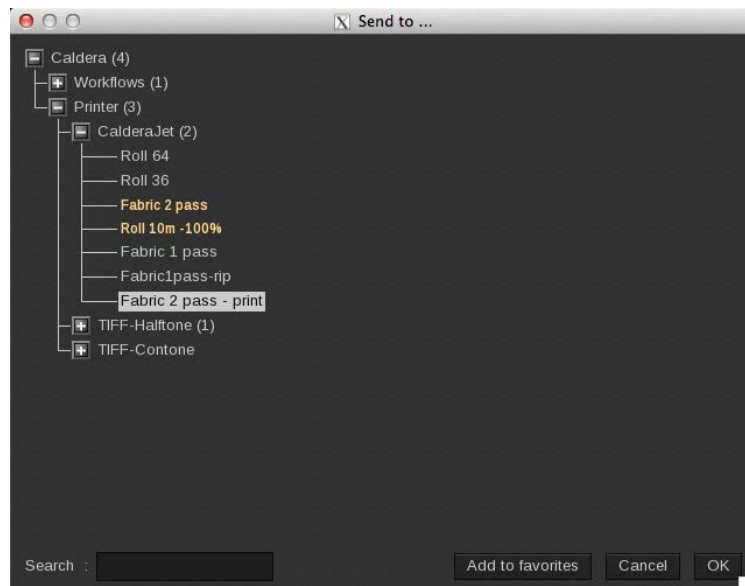 Send to ...
Caldera (4)
Workflows (1)
Printer (3)
CalderaJet (2)
Roll 64
Roll 36
Fabric 2 pass
Roll 10m -100%
Fabric 1 pass
Fabric1pass-rip
Fabric 2 pass - print
TIFF-Halftone (1)
TIFF-Contone
Search : Add to favorites Cancel OK